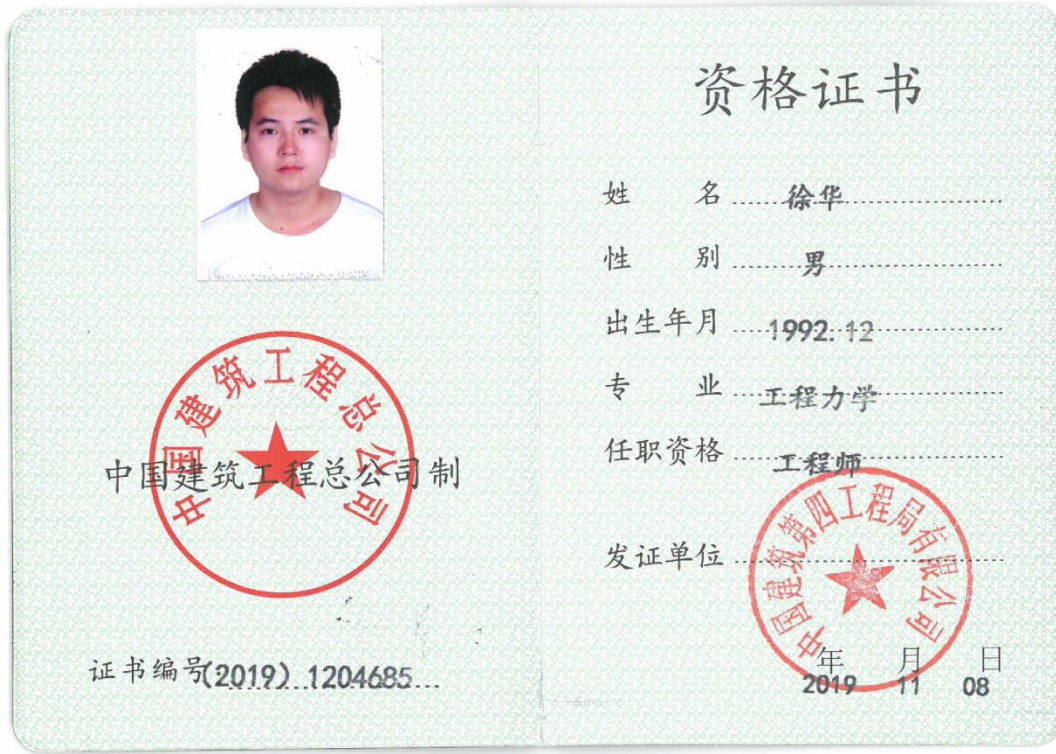 中国建筑工程总公司
中国建筑工程总公司制
证书编号(2019) 1204685
资格证书
姓 名 徐华
性 别 男
出生年月 1992.12
专 业 工程力学
任职资格 工程师
发证单位
中国建筑第四工程局有限公司
年 月 日
2019 11 08